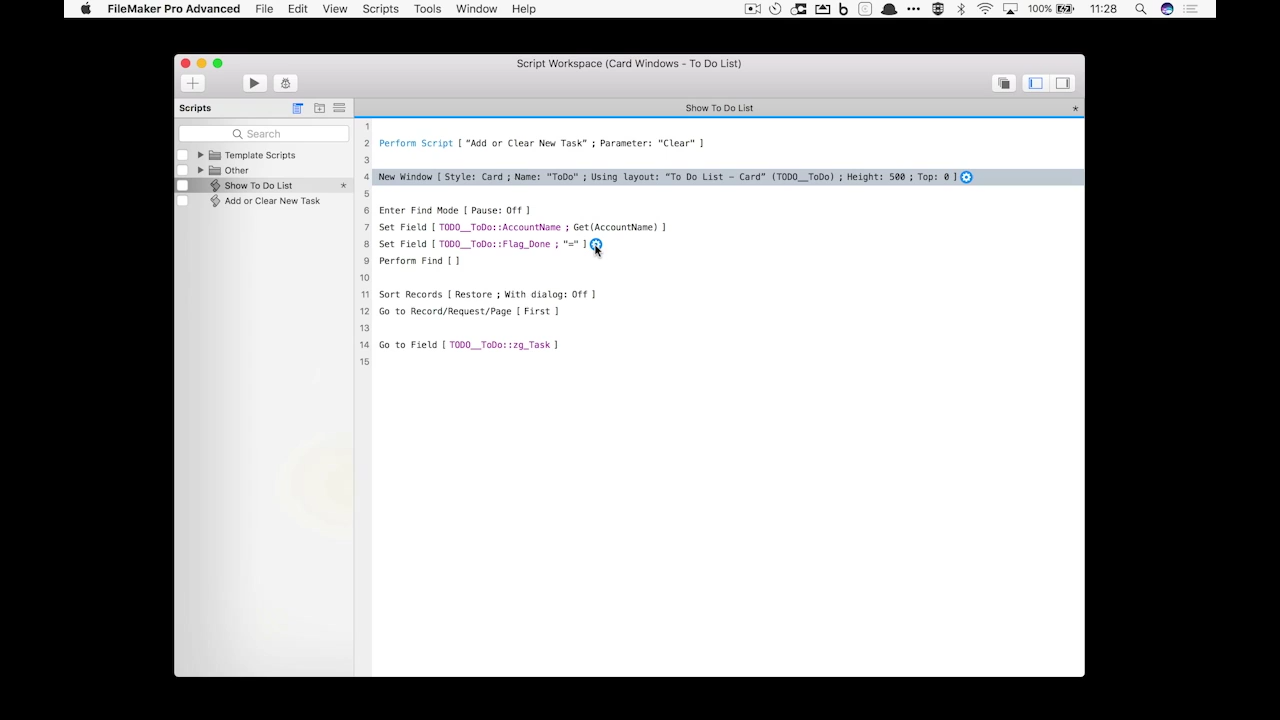 FileMaker Pro Advanced File Edit View Scripts Tools Window Help 100% 11:28
Script Workspace (Card Windows - To Do List)
Scripts
Show To Do List *
Search
Template Scripts
Other
Show To Do List *
Add or Clear New Task
1
2 Perform Script [ "Add or Clear New Task" ; Parameter: "Clear" ]
3
4 New Window [ Style: Card ; Name: "ToDo" ; Using layout: "To Do List - Card" (TODO__ToDo) ; Height: 500 ; Top: 0 ]
5
6 Enter Find Mode [ Pause: Off ]
7 Set Field [ TODO__ToDo::AccountName ; Get(AccountName) ]
8 Set Field [ TODO__ToDo::Flag_Done ; "=" ]
9 Perform Find [ ]
10
11 Sort Records [ Restore ; With dialog: Off ]
12 Go to Record/Request/Page [ First ]
13
14 Go to Field [ TODO__ToDo::zg_Task ]
15